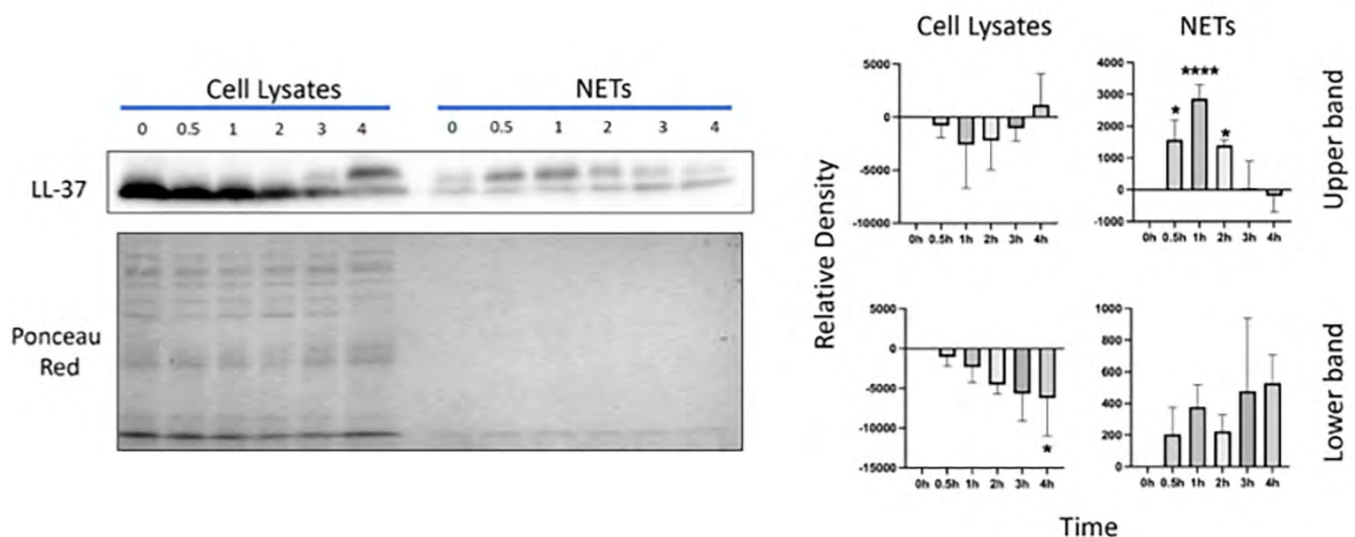 Cell Lysates NETs
0 0.5 1 2 3 4 0 0.5 1 2 3 4
LL-37
Ponceau
Red
Cell Lysates NETs
Relative Density
5000
0
-5000
-10000
0h 0.5h 1h 2h 3h 4h
4000
3000
2000
1000
0
-1000
* **** *
0h 0.5h 1h 2h 3h 4h
Upper band
5000
0
-5000
-10000
-15000
*
0h 0.5h 1h 2h 3h 4h
1000
800
600
400
200
0
0h 0.5h 1h 2h 3h 4h
Lower band
Time